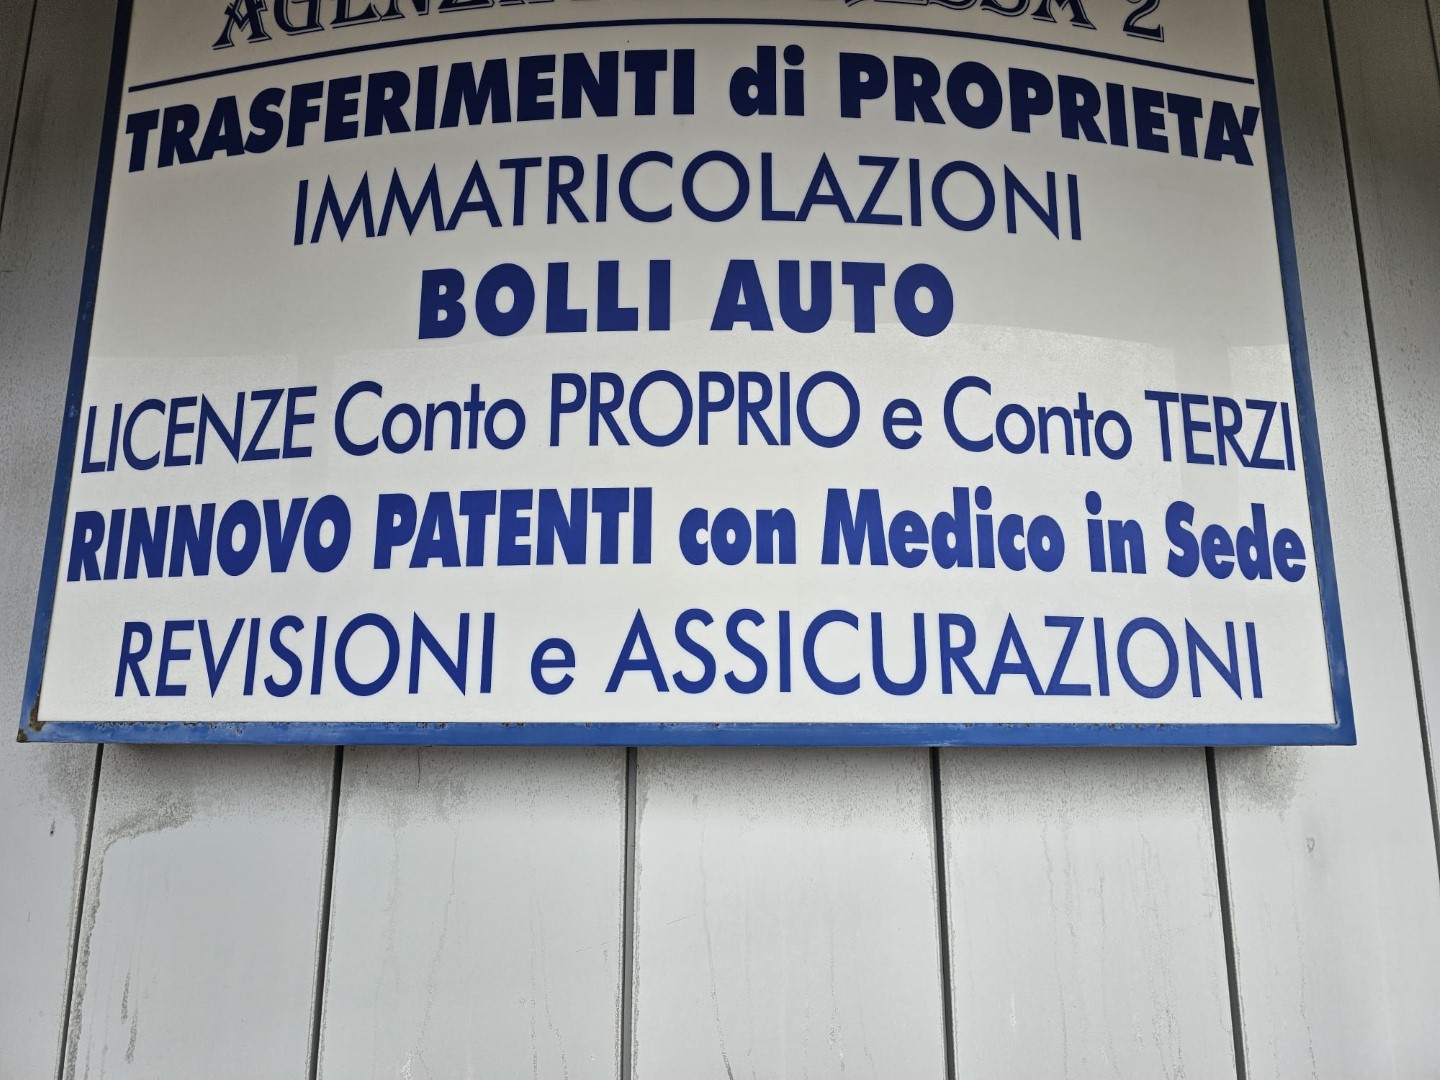 TRASFERIMENTI di PROPRIETA'
IMMATRICOLAZIONI
BOLLI AUTO
LICENZE Conto PROPRIO e Conto TERZI
RINNOVO PATENTI con Medico in Sede
REVISIONI e ASSICURAZIONI